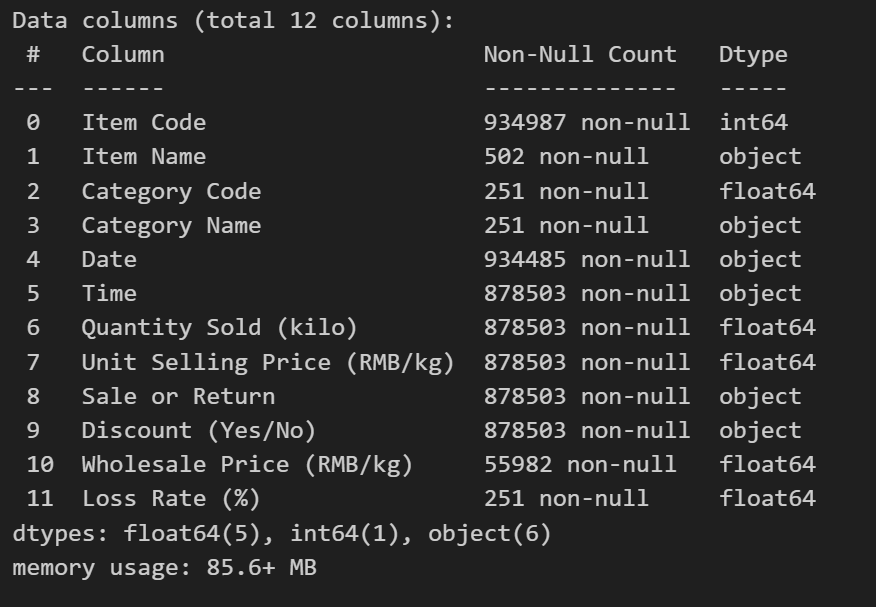 Data columns (total 12 columns):
 #   Column                       Non-Null Count   Dtype
---  ------                       --------------   -----
 0   Item Code                    934987 non-null  int64
 1   Item Name                    502 non-null     object
 2   Category Code                251 non-null     float64
 3   Category Name                251 non-null     object
 4   Date                         934485 non-null  object
 5   Time                         878503 non-null  object
 6   Quantity Sold (kilo)         878503 non-null  float64
 7   Unit Selling Price (RMB/kg)  878503 non-null  float64
 8   Sale or Return               878503 non-null  object
 9   Discount (Yes/No)            878503 non-null  object
 10  Wholesale Price (RMB/kg)     55982 non-null   float64
 11  Loss Rate (%)                251 non-null     float64
dtypes: float64(5), int64(1), object(6)
memory usage: 85.6+ MB